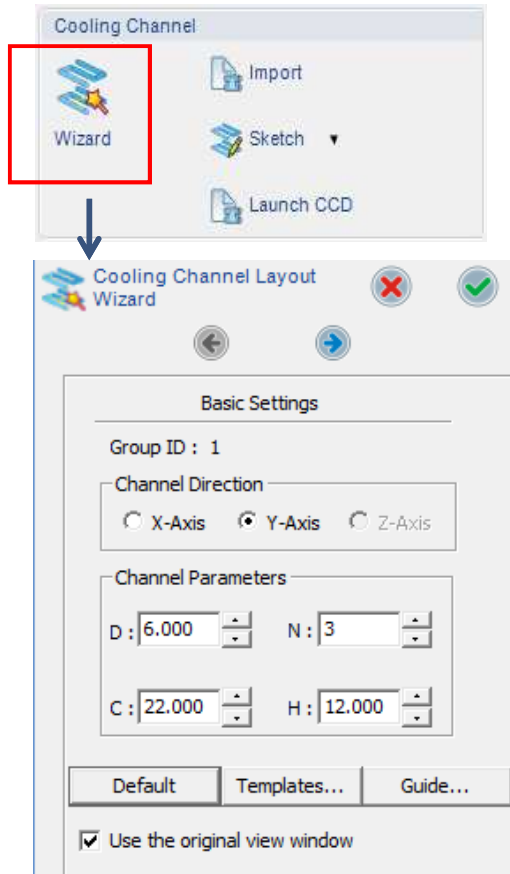 Cooling Channel
Import
Wizard
Sketch
Launch CCD
Cooling Channel Layout
Wizard
Basic Settings
Group ID : 1
Channel Direction
X-Axis Y-Axis Z-Axis
Channel Parameters
D : 6.000 N : 3
C : 22.000 H : 12.000
Default Templates... Guide...
Use the original view window